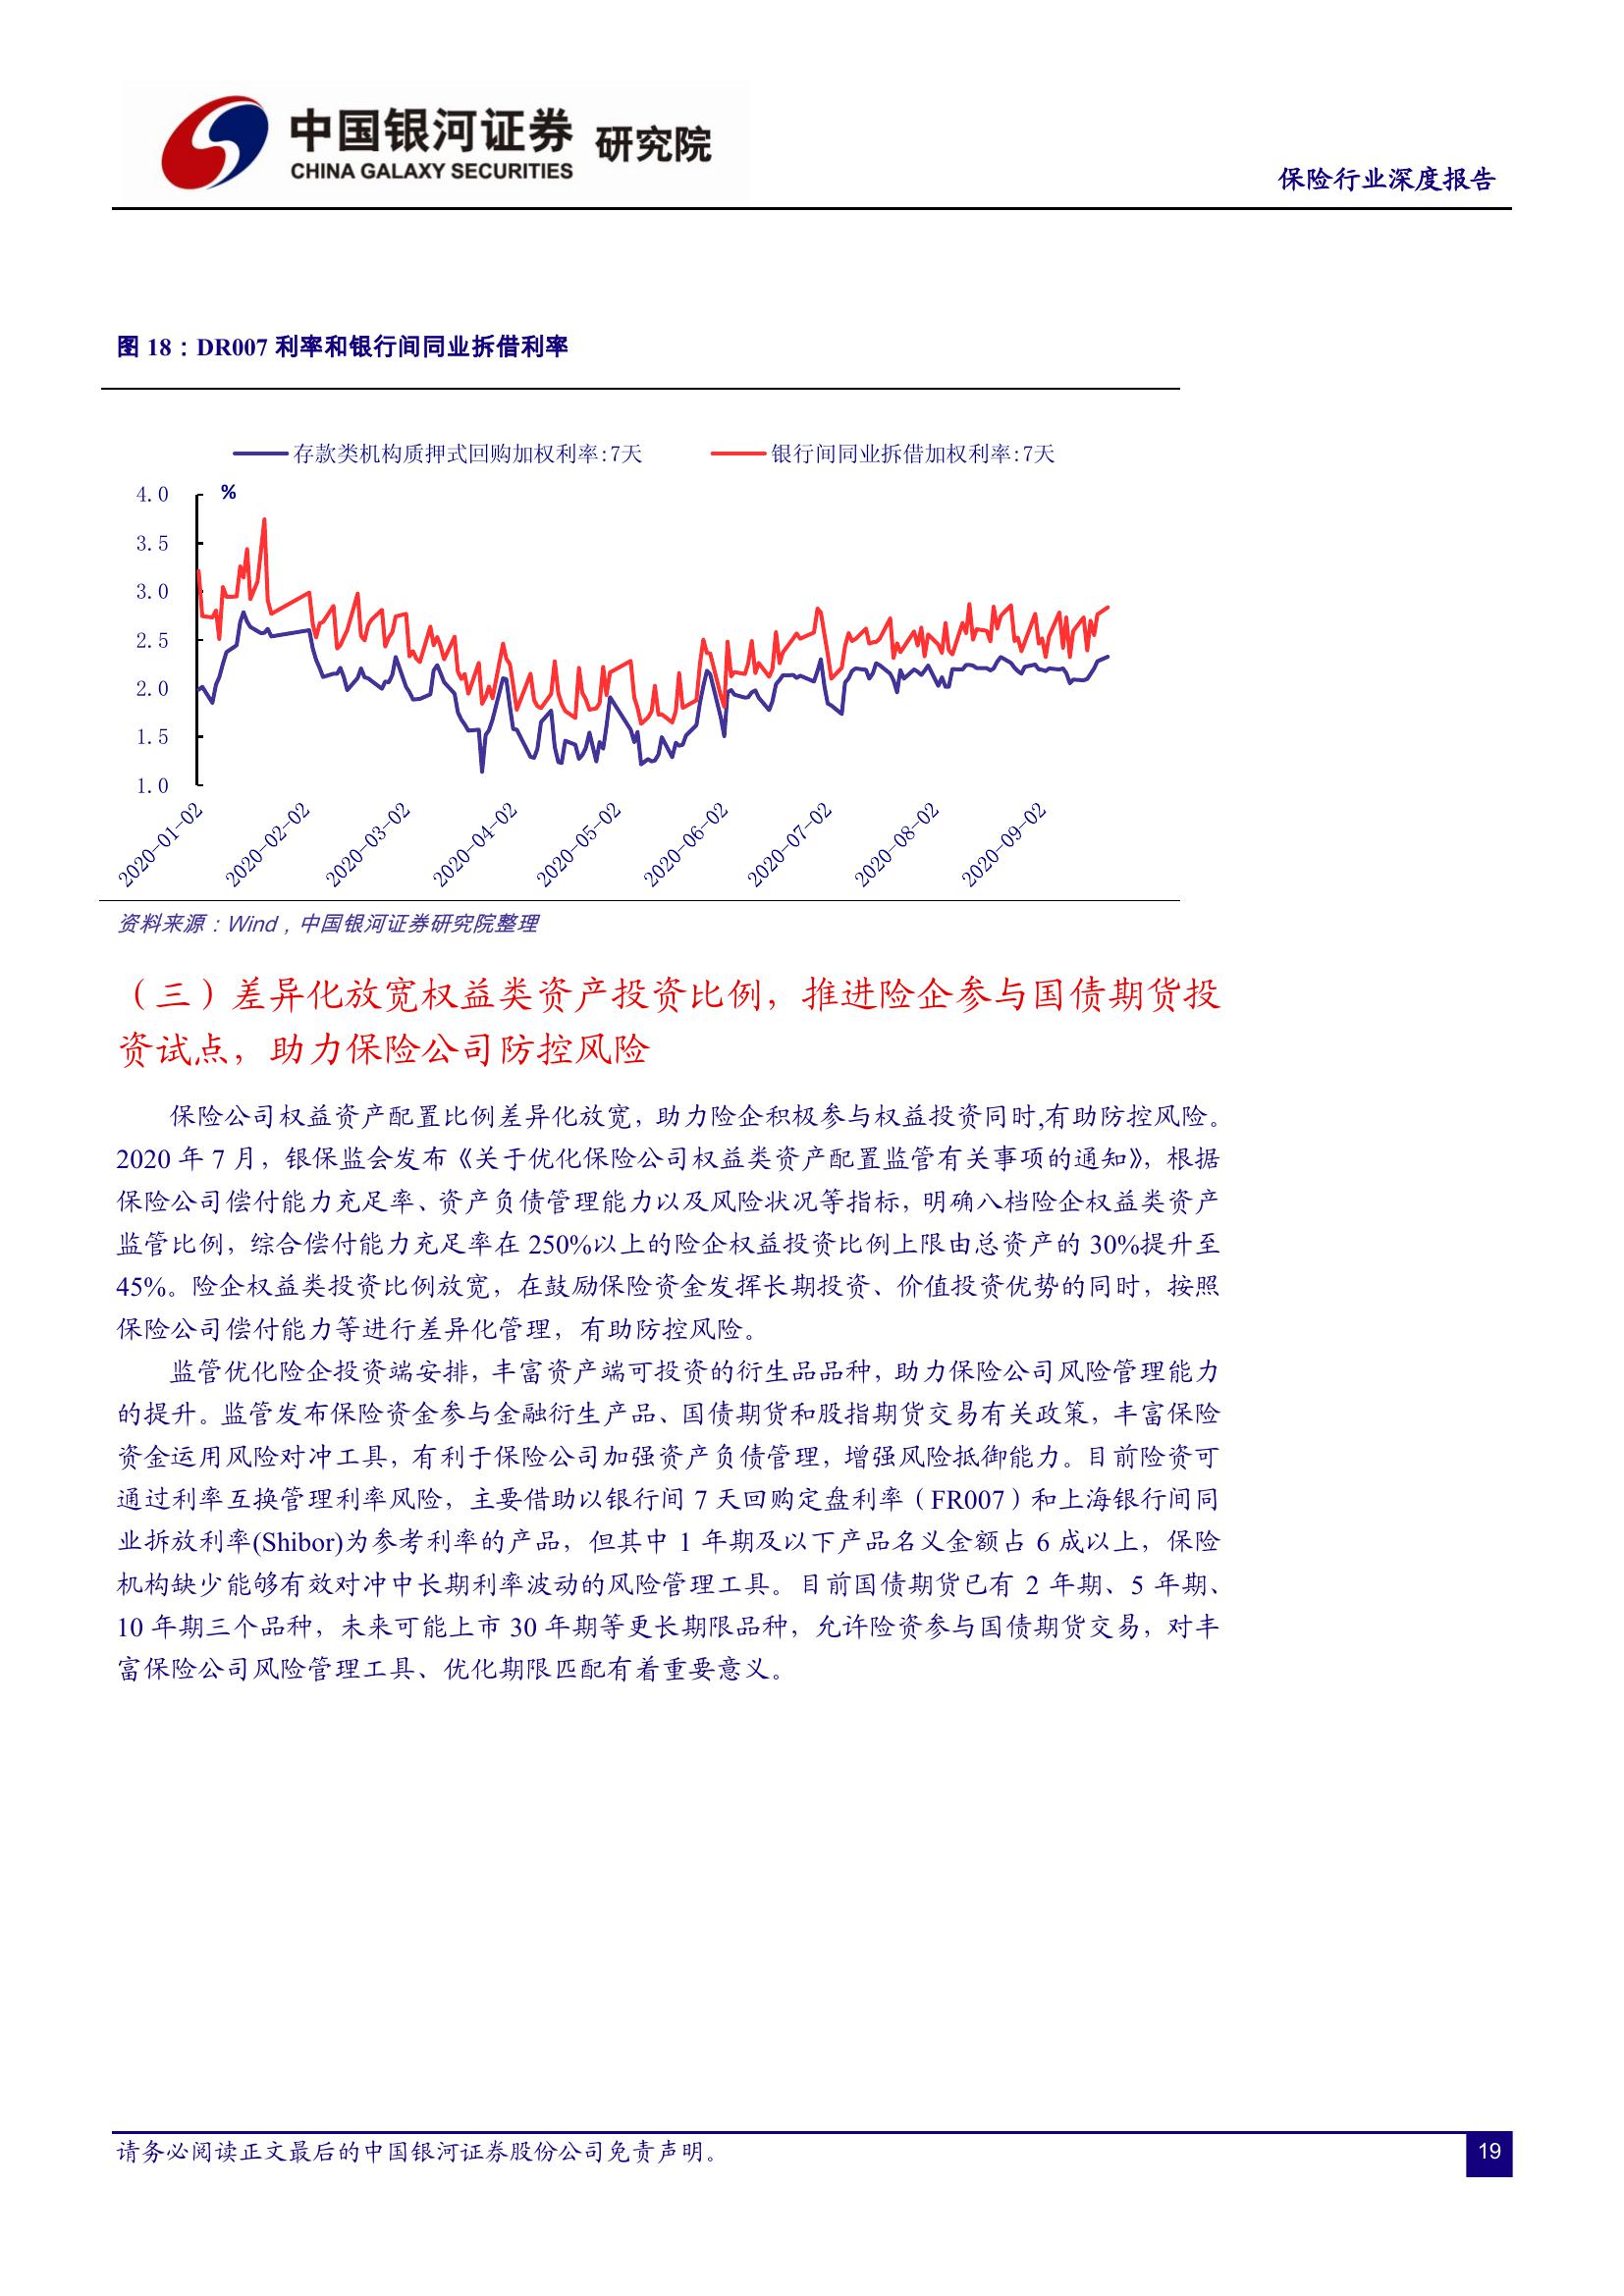 中国银河证券 研究院
CHINA GALAXY SECURITIES
保险行业深度报告
图 18：DR007 利率和银行间同业拆借利率
存款类机构质押式回购加权利率:7天 银行间同业拆借加权利率:7天
%
4.0
3.5
3.0
2.5
2.0
1.5
1.0
2020-01-02 2020-02-02 2020-03-02 2020-04-02 2020-05-02 2020-06-02 2020-07-02 2020-08-02 2020-09-02
资料来源：Wind，中国银河证券研究院整理
（三）差异化放宽权益类资产投资比例，推进险企参与国债期货投
资试点，助力保险公司防控风险
保险公司权益资产配置比例差异化放宽，助力险企积极参与权益投资同时,有助防控风险。
2020 年 7 月，银保监会发布《关于优化保险公司权益类资产配置监管有关事项的通知》，根据
保险公司偿付能力充足率、资产负债管理能力以及风险状况等指标，明确八档险企权益类资产
监管比例，综合偿付能力充足率在 250%以上的险企权益投资比例上限由总资产的 30%提升至
45%。险企权益类投资比例放宽，在鼓励保险资金发挥长期投资、价值投资优势的同时，按照
保险公司偿付能力等进行差异化管理，有助防控风险。
监管优化险企投资端安排，丰富资产端可投资的衍生品品种，助力保险公司风险管理能力
的提升。监管发布保险资金参与金融衍生产品、国债期货和股指期货交易有关政策，丰富保险
资金运用风险对冲工具，有利于保险公司加强资产负债管理，增强风险抵御能力。目前险资可
通过利率互换管理利率风险，主要借助以银行间 7 天回购定盘利率（FR007）和上海银行间同
业拆放利率(Shibor)为参考利率的产品，但其中 1 年期及以下产品名义金额占 6 成以上，保险
机构缺少能够有效对冲中长期利率波动的风险管理工具。目前国债期货已有 2 年期、5 年期、
10 年期三个品种，未来可能上市 30 年期等更长期限品种，允许险资参与国债期货交易，对丰
富保险公司风险管理工具、优化期限匹配有着重要意义。
请务必阅读正文最后的中国银河证券股份公司免责声明。
19